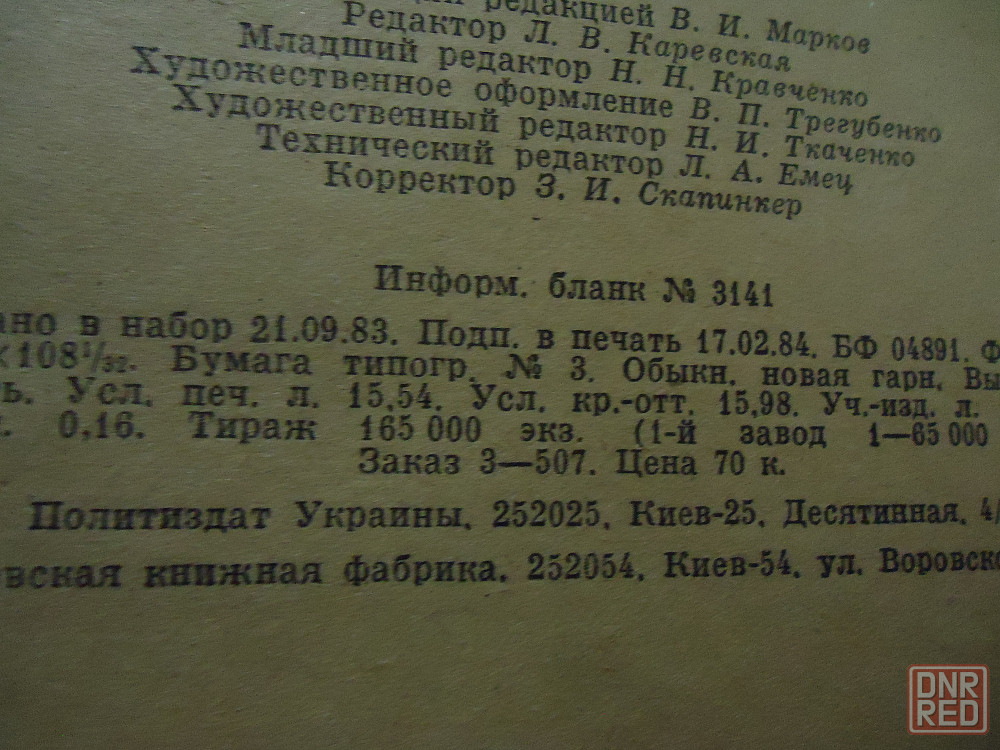 редакцией В. И. Марков
Редактор Л. В. Каревская
Младший редактор Н. Н. Кравченко
Художественное оформление В. П. Трегубенко
Художественный редактор Н. И. Ткаченко
Технический редактор Л. А. Емец
Корректор З. И. Скапинкер
Информ. бланк № 3141
ано в набор 21.09.83. Подп. в печать 17.02.84. БФ 04891. Ф
×108¹/₃₂. Бумага типогр. № 3. Обыкн. новая гарн. Вы
ь. Усл. печ. л. 15,54. Усл. кр.-отт. 15,98. Уч.-изд. л.
. 0,16. Тираж 165 000 экз. (1-й завод 1—65 000
Заказ 3—507. Цена 70 к.
Политиздат Украины. 252025, Киев-25, Десятинная, 4/
вская книжная фабрика. 252054, Киев-54, ул. Воровско
DNR
RED